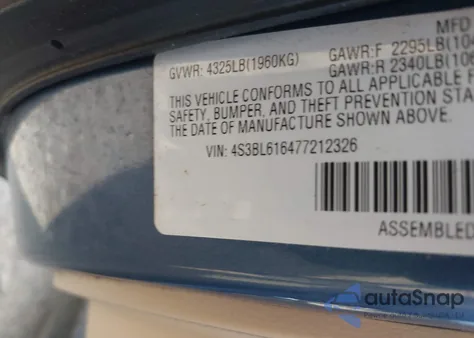 MFD
GVWR: 4325LB(1960KG) GAWR:F 2295LB(104
GAWR:R 2340LB(106
THIS VEHICLE CONFORMS TO ALL APPLICABLE
SAFETY, BUMPER, AND THEFT PREVENTION STA
THE DATE OF MANUFACTURE SHOWN ABOVE.
VIN: 4S3BL616477212326
ASSEMBLED
autaSnap